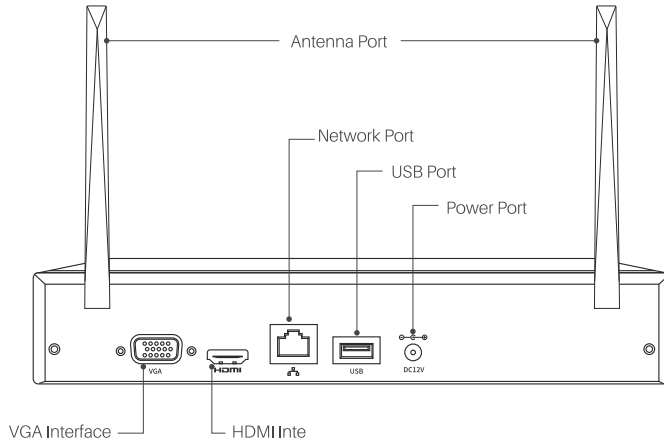 Antenna Port
Network Port
USB Port
Power Port
VGA
HDMI
USB
DC12V
VGA Interface
HDMI Inte